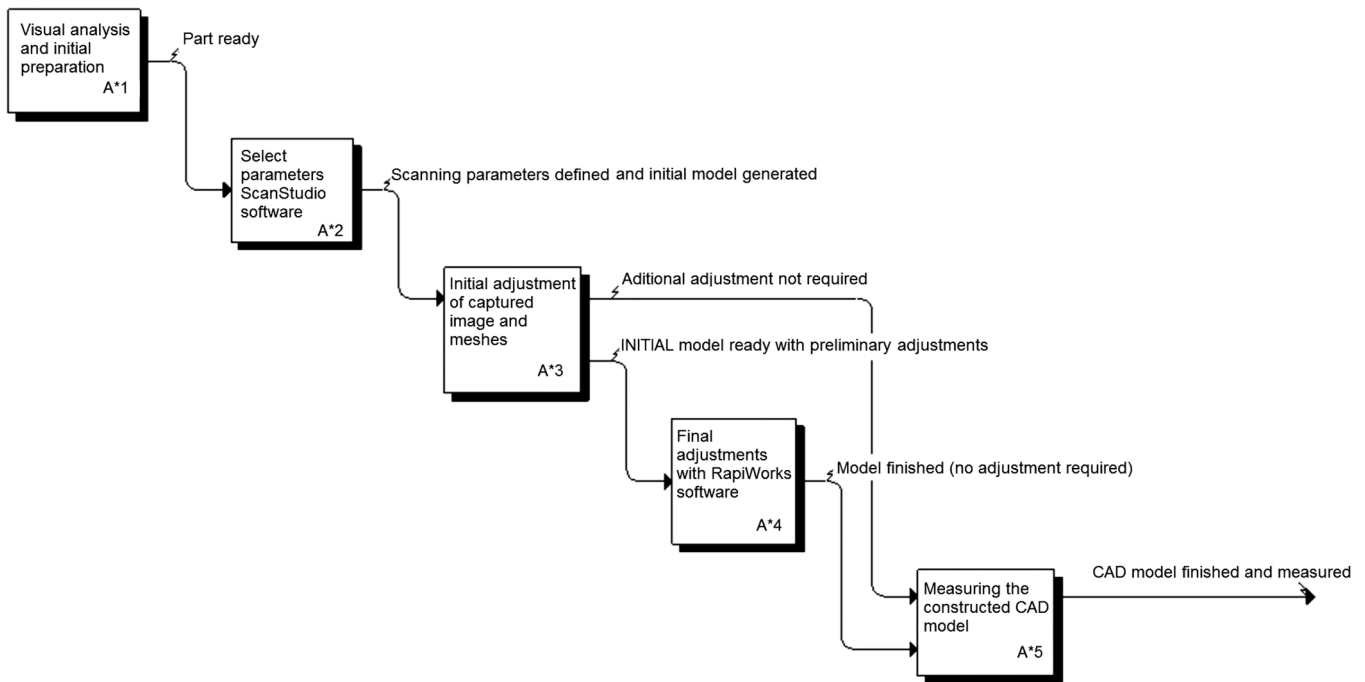 Visual analysis
and initial
preparation
A*1
Part ready
Select
parameters
ScanStudio
software
A*2
Scanning parameters defined and initial model generated
Initial adjustment
of captured
image and
meshes
A*3
Aditional adjustment not required
INITIAL model ready with preliminary adjustments
Final
adjustments
with RapiWorks
software
A*4
Model finished (no adjustment required)
Measuring the
constructed CAD
model
A*5
CAD model finished and measured